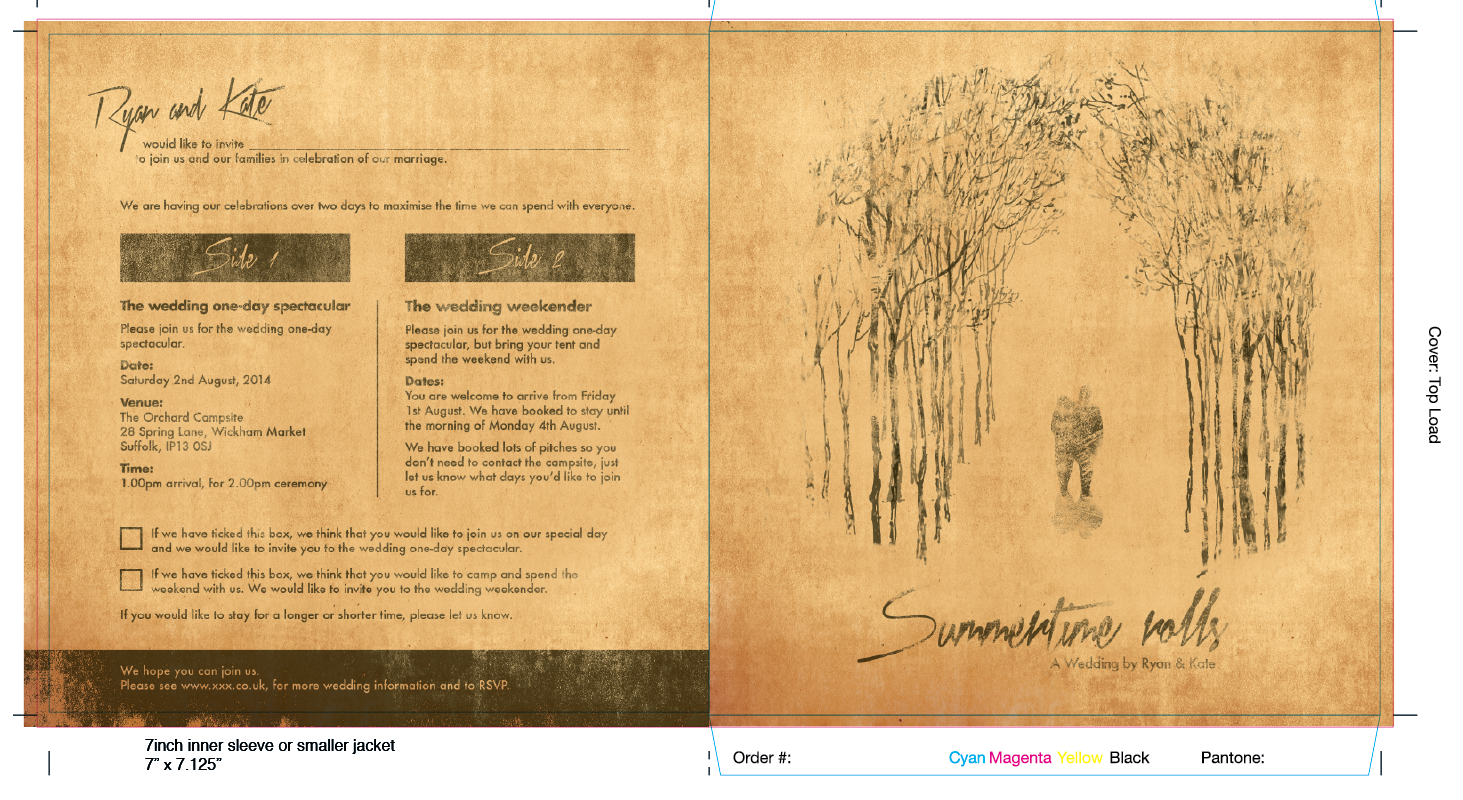 Ryan and Kate
would like to invite
to join us and our families in celebration of our marriage.
We are having our celebrations over two days to maximise the time we can spend with everyone.
Side 1
The wedding one-day spectacular
Please join us for the wedding one-day
spectacular.
Date:
Saturday 2nd August, 2014
Venue:
The Orchard Campsite
28 Spring Lane, Wickham Market
Suffolk, IP13 0SJ
Time:
1.00pm arrival, for 2.00pm ceremony
Side 2
The wedding weekender
Please join us for the wedding one-day
spectacular, but bring your tent and
spend the weekend with us.
Dates:
You are welcome to arrive from Friday
1st August. We have booked to stay until
the morning of Monday 4th August.
We have booked lots of pitches so you
don't need to contact the campsite, just
let us know what days you'd like to join
us for.
If we have ticked this box, we think that you would like to join us on our special day
and we would like to invite you to the wedding one-day spectacular.
If we have ticked this box, we think that you would like to camp and spend the
weekend with us. We would like to invite you to the wedding weekender.
If you would like to stay for a longer or shorter time, please let us know.
We hope you can join us.
Please see www.xxx.co.uk, for more wedding information and to RSVP.
Summertime rolls
A Wedding by Ryan & Kate
Cover: Top Load
7inch inner sleeve or smaller jacket
7” x 7.125”
Order #:
Cyan Magenta Yellow Black
Pantone: